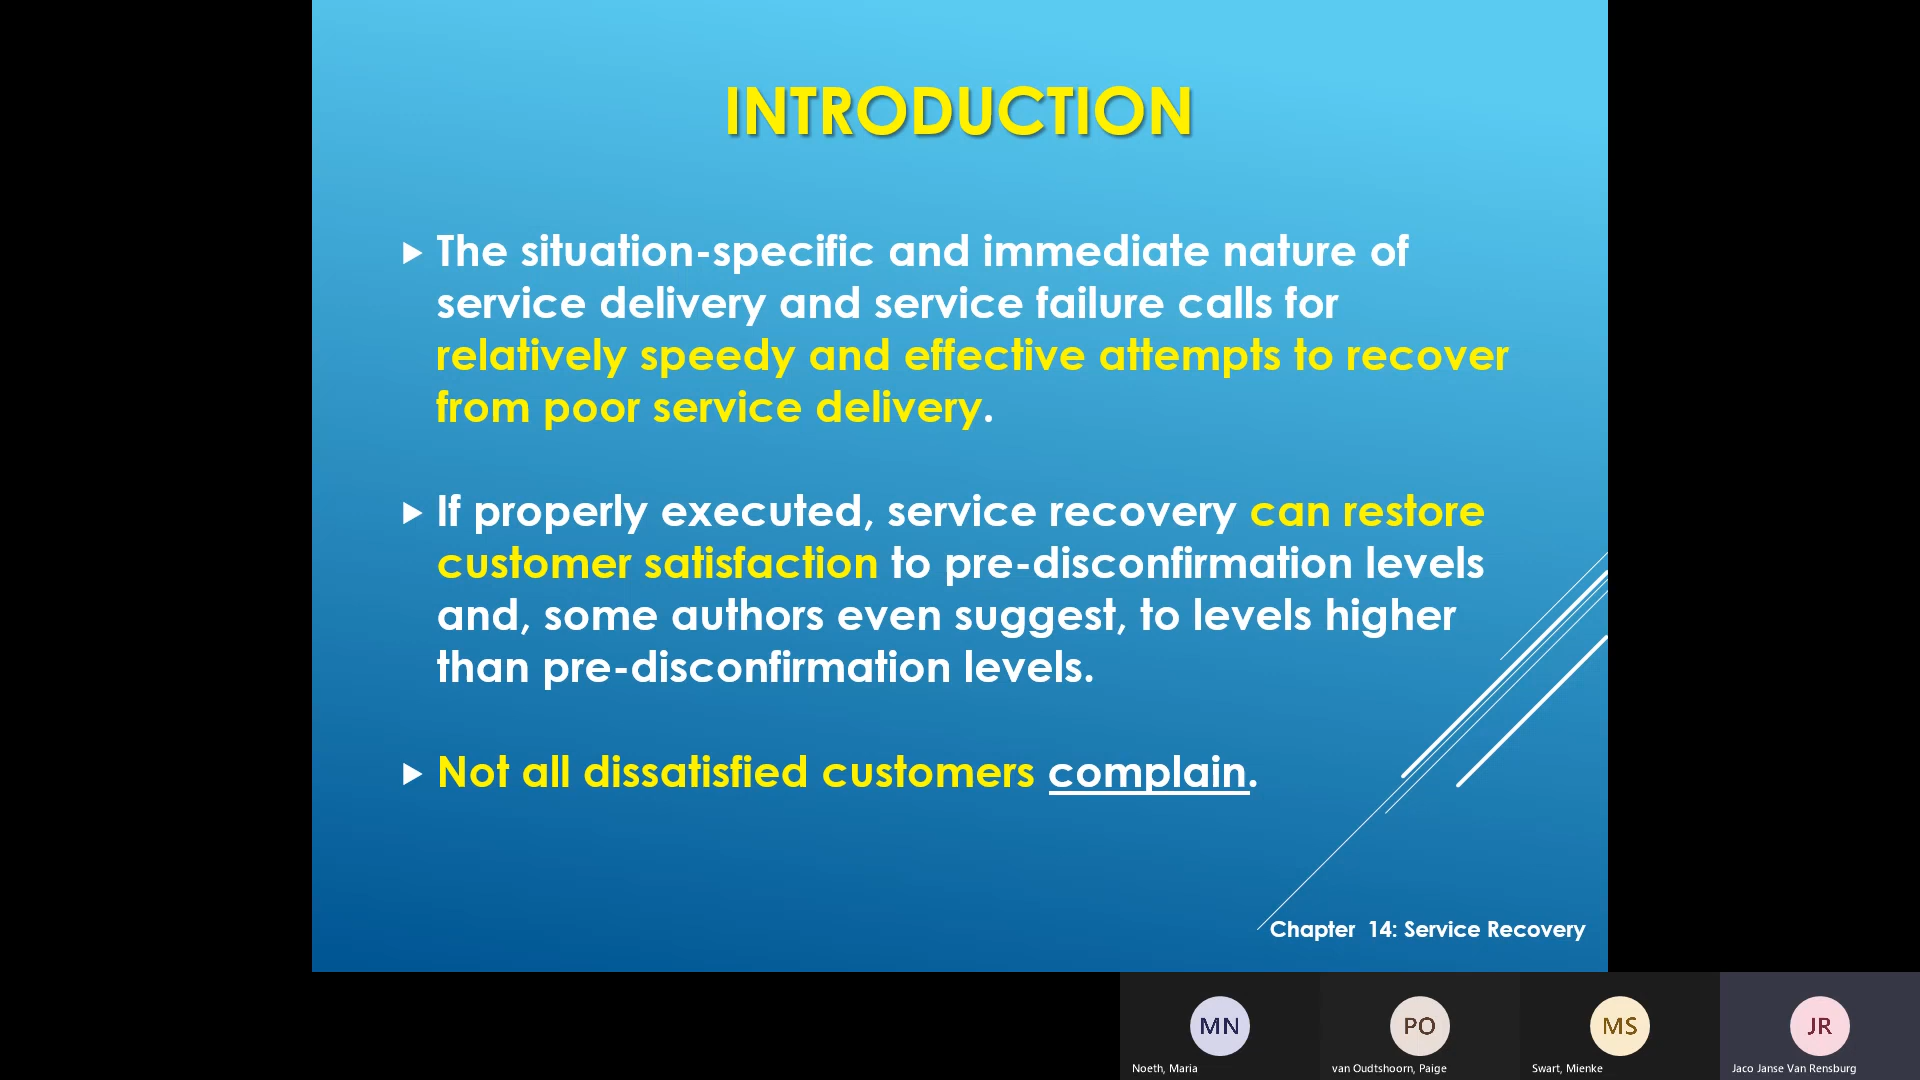 INTRODUCTION
The situation-specific and immediate nature of
service delivery and service failure calls for
relatively speedy and effective attempts to recover
from poor service delivery.
If properly executed, service recovery can restore
customer satisfaction to pre-disconfirmation levels
and, some authors even suggest, to levels higher
than pre-disconfirmation levels.
Not all dissatisfied customers complain.
Chapter 14: Service Recovery
MN
PO
MS
JR
Noeth, Maria
van Oudtshoorn, Paige
Swart, Mienke
Jaco Janse Van Rensburg